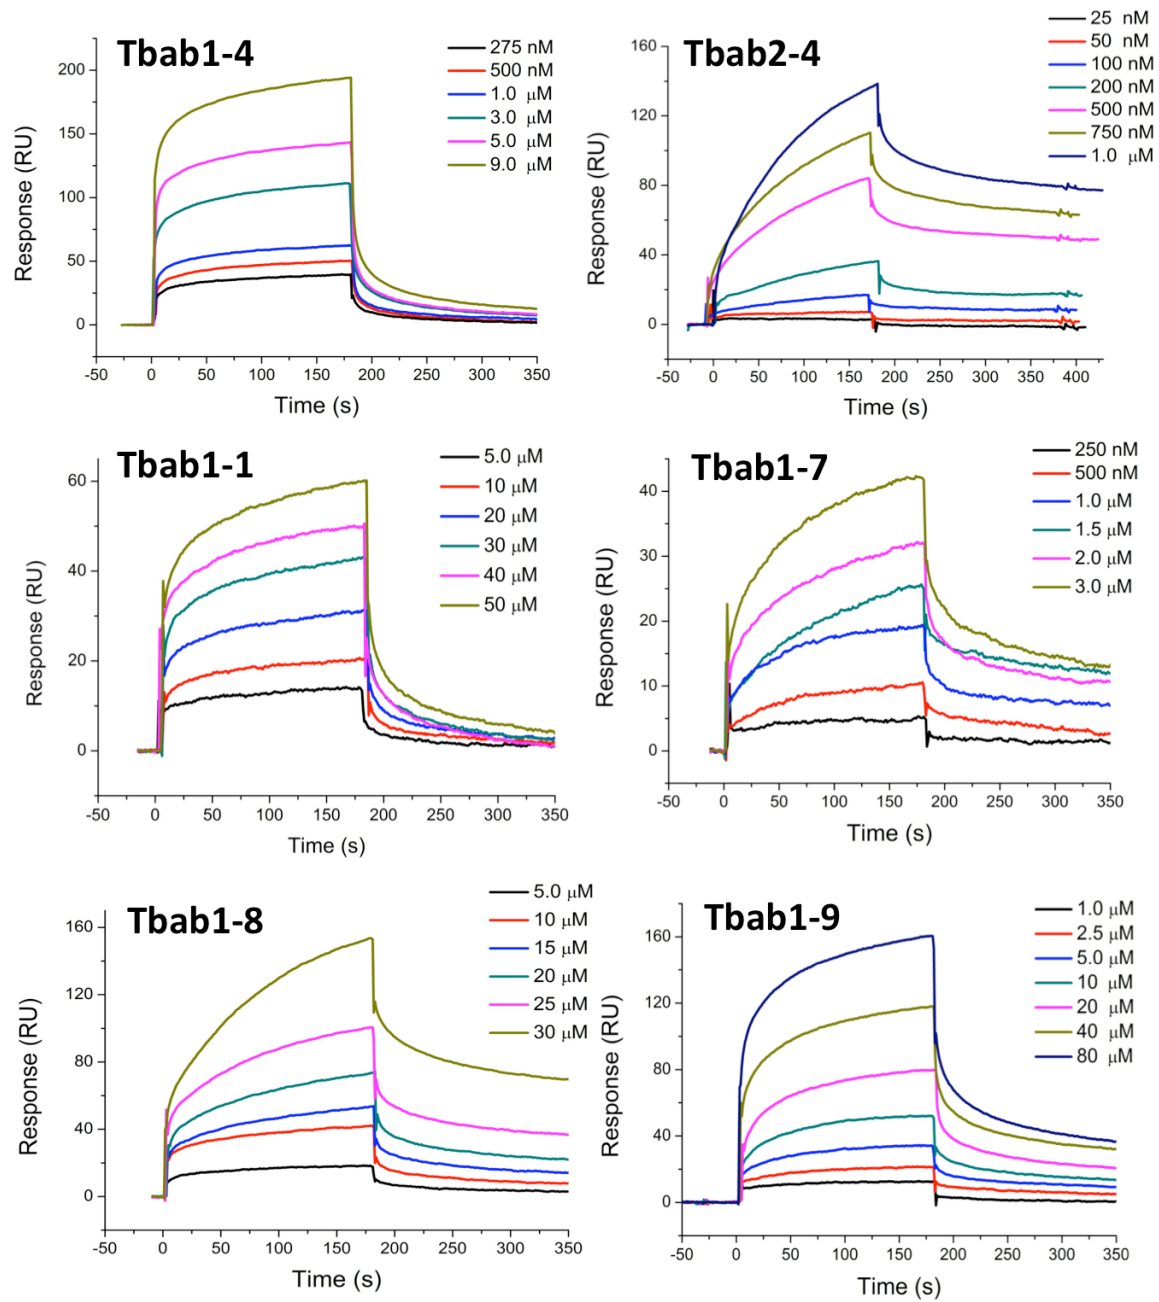 Tbab1-4
275 nM
500 nM
1.0 μM
3.0 μM
5.0 μM
9.0 μM
Response (RU)
200
150
100
50
0
-50 0 50 100 150 200 250 300 350
Time (s)
Tbab2-4
25 nM
50 nM
100 nM
200 nM
500 nM
750 nM
1.0 μM
Response (RU)
160
120
80
40
0
-50 0 50 100 150 200 250 300 350 400
Time (s)
Tbab1-1
5.0 μM
10 μM
20 μM
30 μM
40 μM
50 μM
Response (RU)
60
40
20
0
-50 0 50 100 150 200 250 300 350
Time (s)
Tbab1-7
250 nM
500 nM
1.0 μM
1.5 μM
2.0 μM
3.0 μM
Response (RU)
40
30
20
10
0
-50 0 50 100 150 200 250 300 350
Time (s)
Tbab1-8
5.0 μM
10 μM
15 μM
20 μM
25 μM
30 μM
Response (RU)
160
120
80
40
0
-50 0 50 100 150 200 250 300 350
Time (s)
Tbab1-9
1.0 μM
2.5 μM
5.0 μM
10 μM
20 μM
40 μM
80 μM
Response (RU)
160
120
80
40
0
-50 0 50 100 150 200 250 300 350
Time (s)